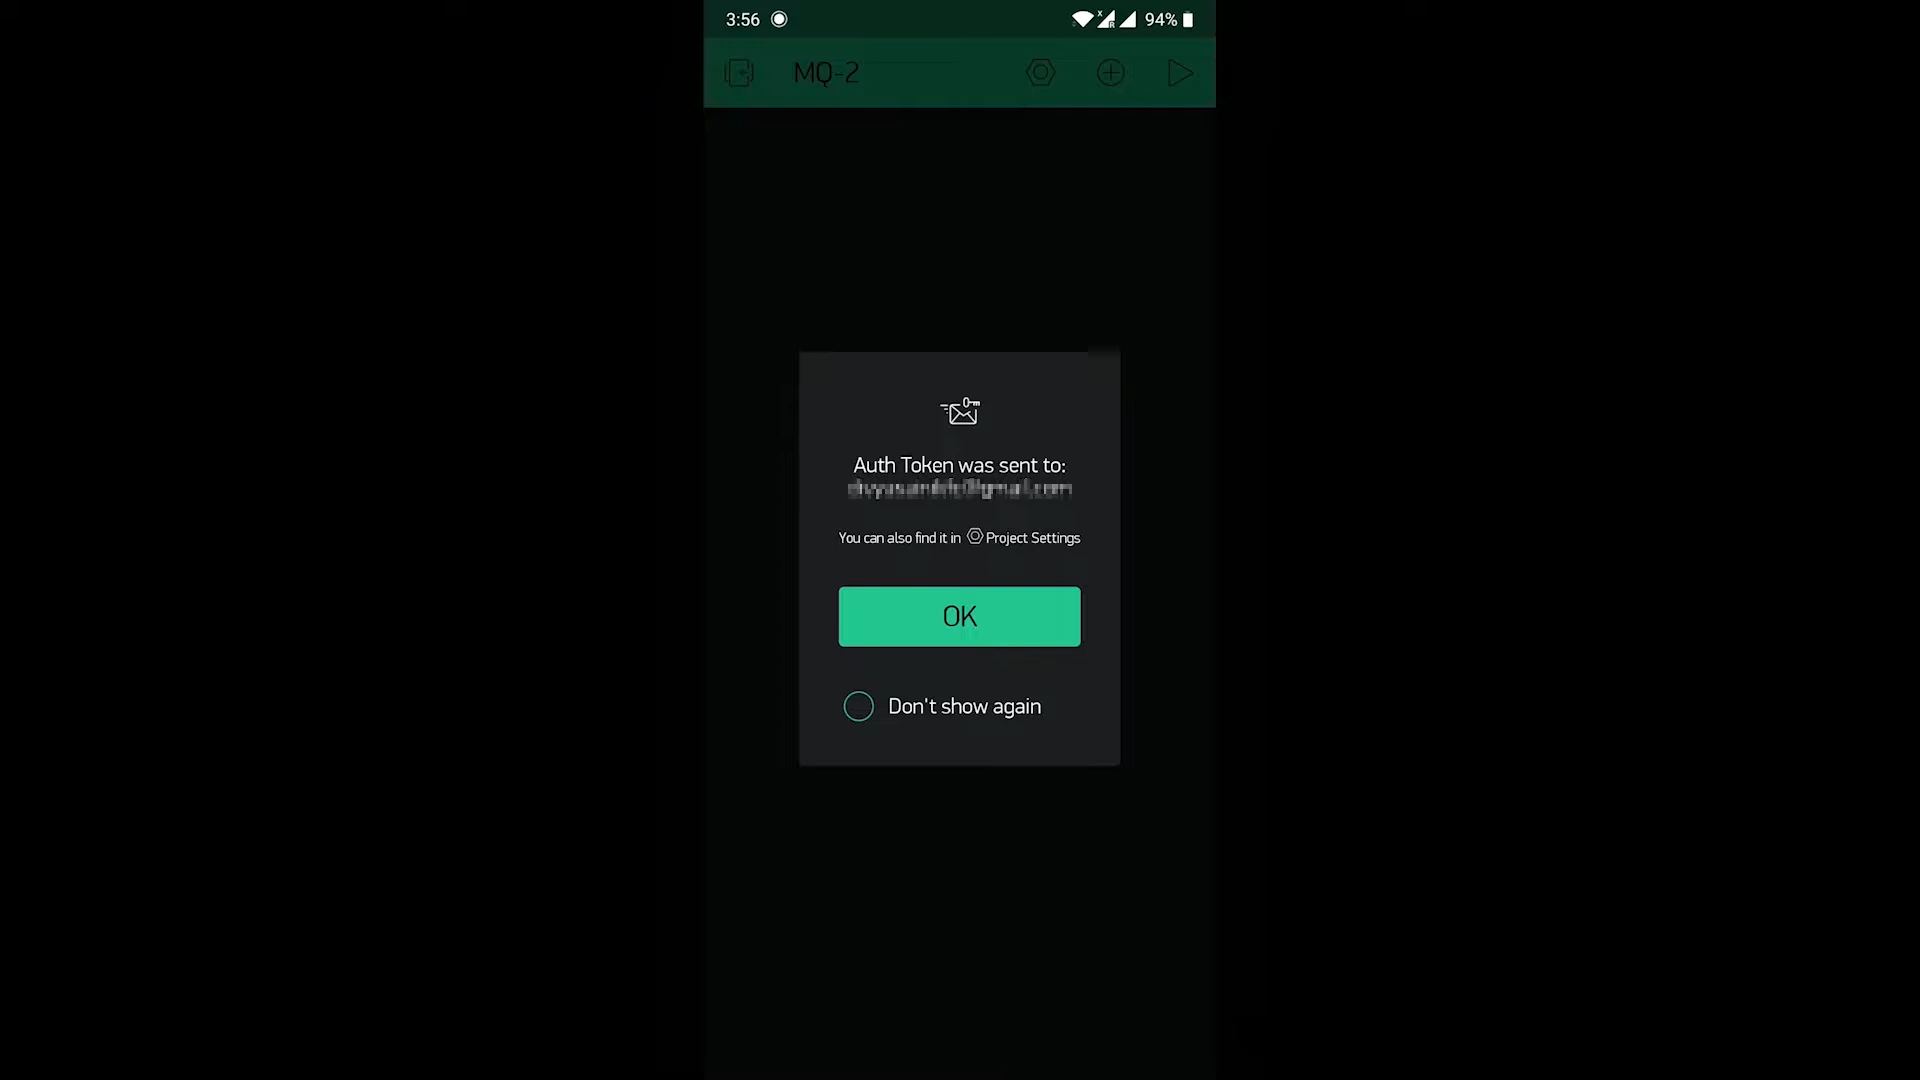 3:56 94%
MQ-2
Auth Token was sent to:
You can also find it in Project Settings
OK
Don't show again